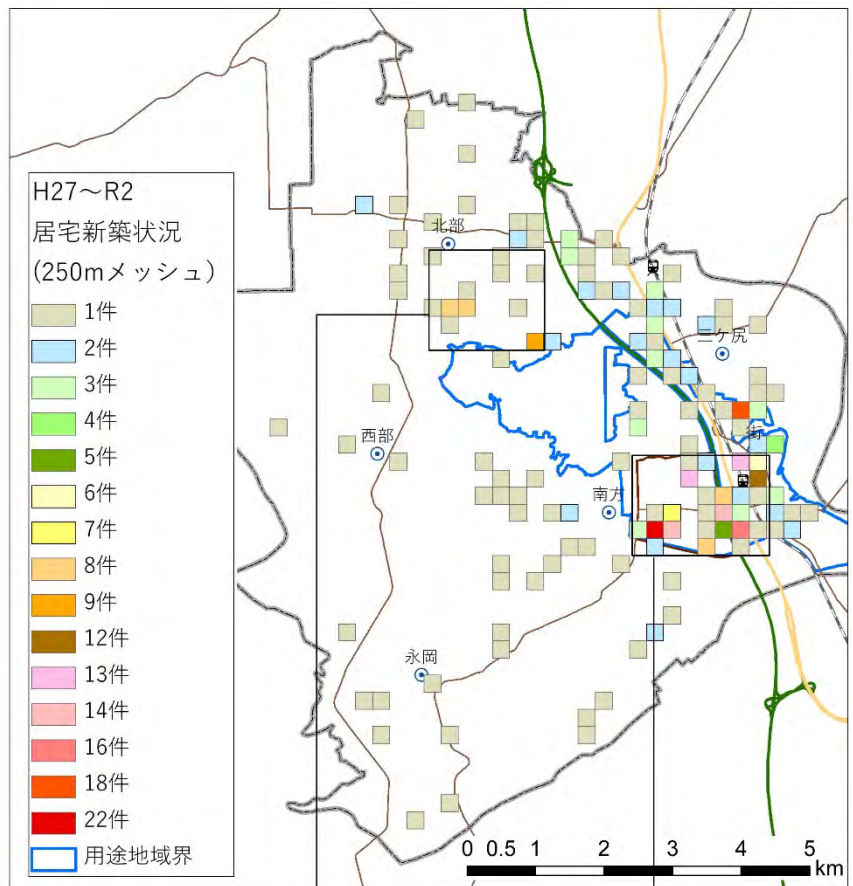 H27～R2
居宅新築状況
(250mメッシュ)
1件
2件
3件
4件
5件
6件
7件
8件
9件
12件
13件
14件
16件
18件
22件
用途地域界
北部
三ケ尻
街
西部
南方
永岡
0 0.5 1 2 3 4 5
km